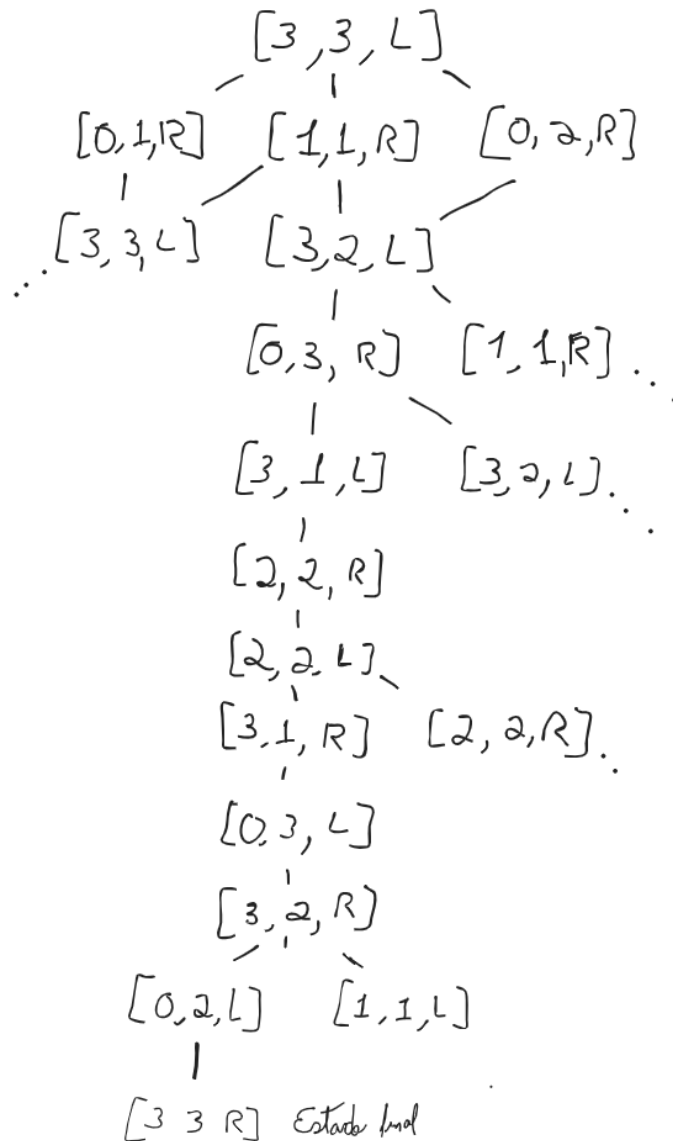 [3,3,L]
[0,1,R] [1,1,R] [0,2,R]
[3,3,L] [3,2,L]
[0,3,R] [1,1,R]
[3,1,L] [3,2,L]
[2,2,R]
[2,2,L]
[3,1,R] [2,2,R]
[0,3,L]
[3,2,R]
[0,2,L] [1,1,L]
[3 3 R] Estado final